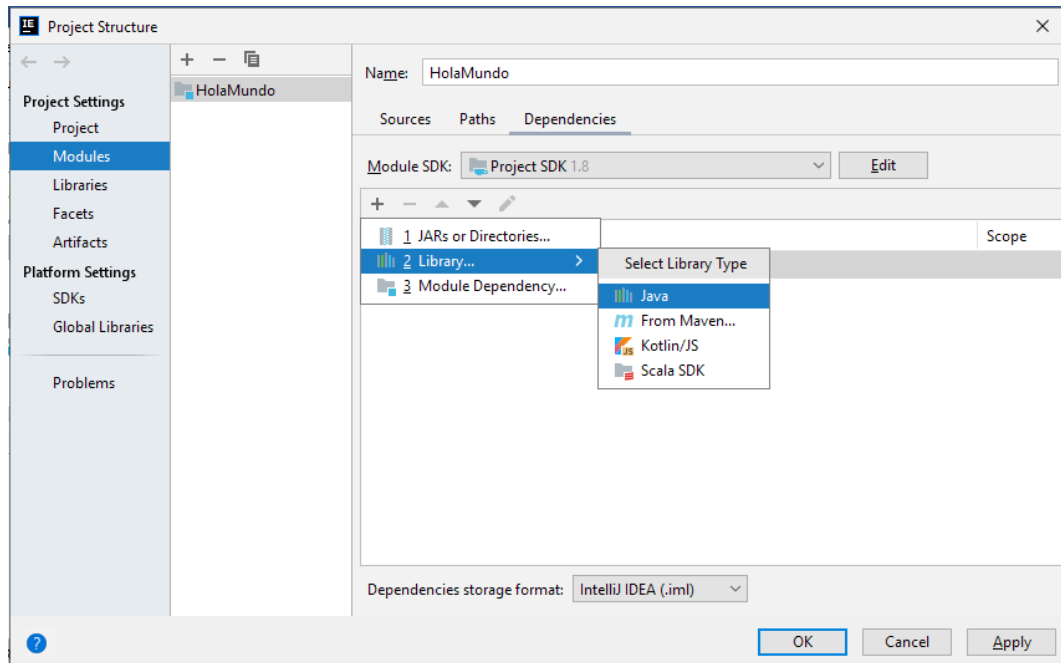 Project Structure
Project Settings
Project
Modules
Libraries
Facets
Artifacts
Platform Settings
SDKs
Global Libraries
Problems
HolaMundo
Name: HolaMundo
Sources Paths Dependencies
Module SDK: Project SDK 1.8 Edit
Scope
1 JARs or Directories...
2 Library...
3 Module Dependency...
Select Library Type
Java
From Maven...
Kotlin/JS
Scala SDK
Dependencies storage format: IntelliJ IDEA (.iml)
OK Cancel Apply